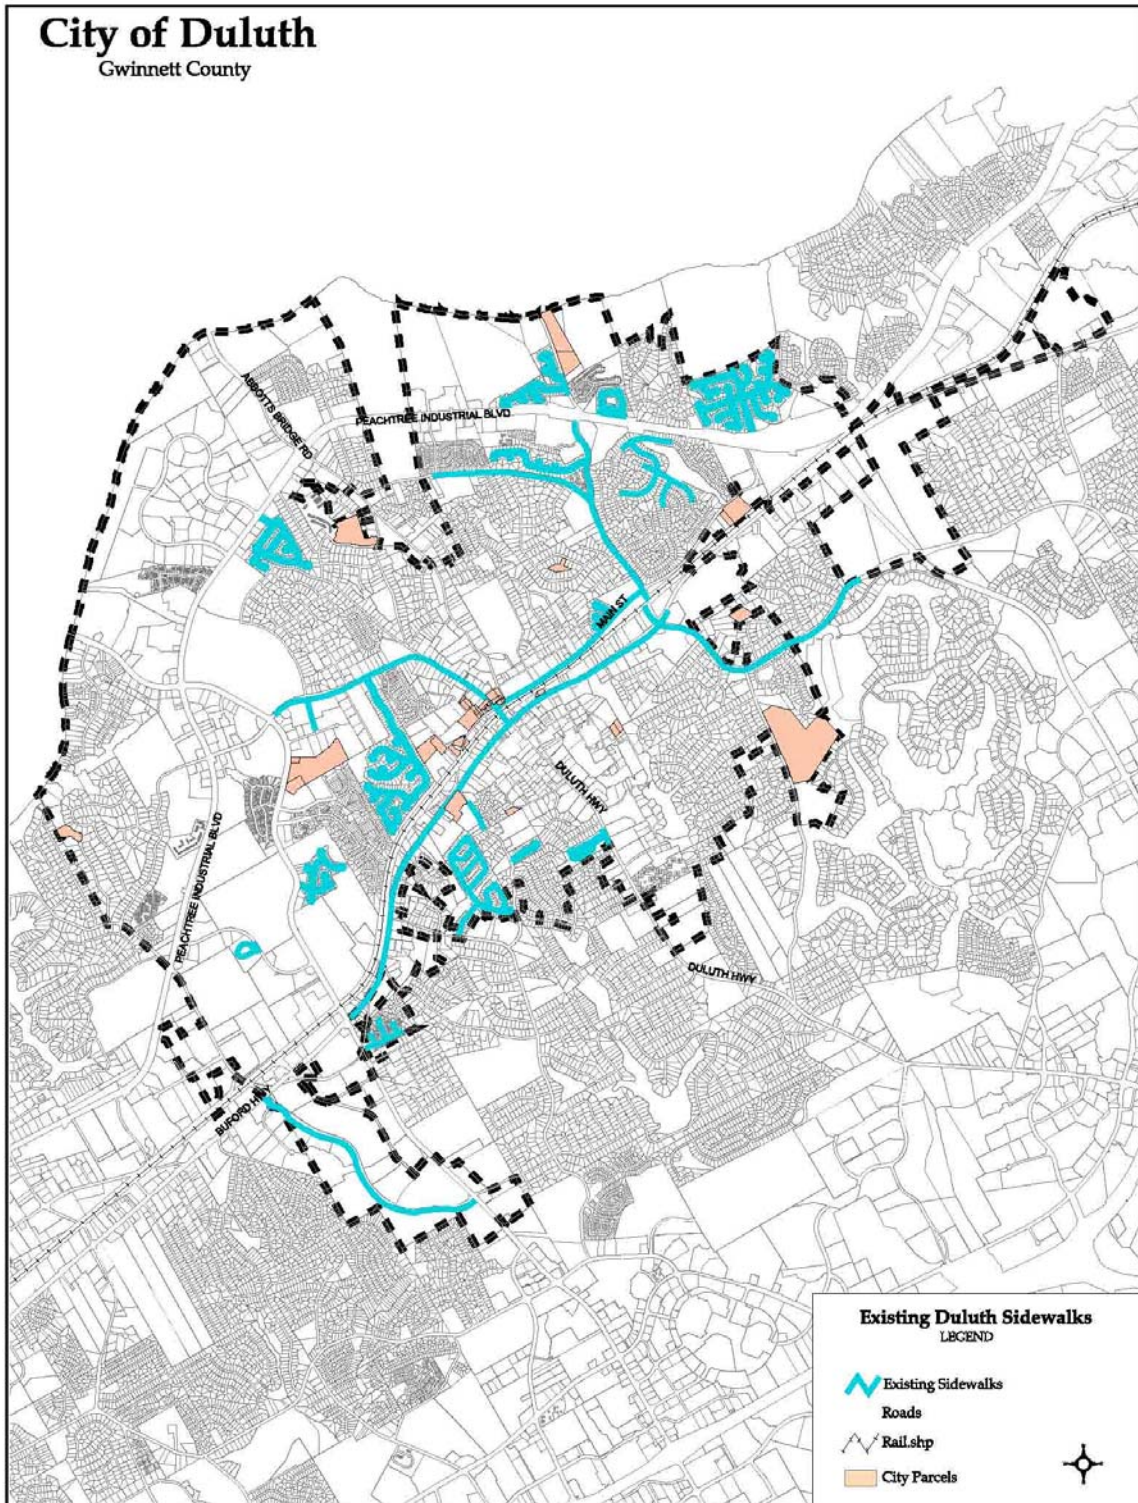 City of Duluth
Gwinnett County
ABBOTTS BRIDGE RD
PEACHTREE INDUSTRIAL BLVD
MAIN ST
DULUTH HWY
PEACHTREE INDUSTRIAL BLVD
DULUTH HWY
BUFORD HWY
Existing Duluth Sidewalks
LEGEND
Existing Sidewalks
Roads
Rail.shp
City Parcels